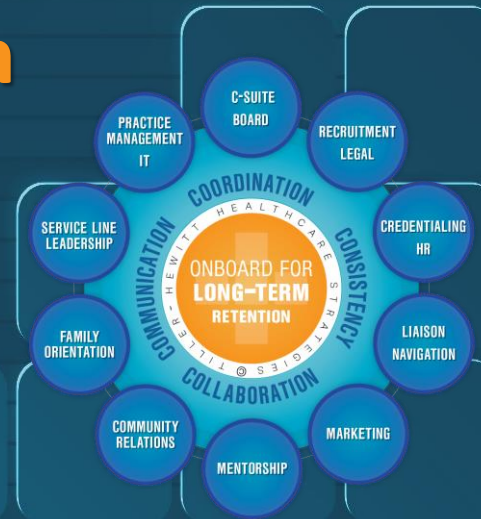 C-SUITE
BOARD
RECRUITMENT
LEGAL
CREDENTIALING
HR
LIAISON
NAVIGATION
MARKETING
MENTORSHIP
COMMUNITY
RELATIONS
FAMILY
ORIENTATION
SERVICE LINE
LEADERSHIP
PRACTICE
MANAGEMENT
IT
COORDINATION
CONSISTENCY
COLLABORATION
COMMUNICATION
TILLER-HEWITT HEALTHCARE STRATEGIES ©
ONBOARD FOR
LONG-TERM
RETENTION